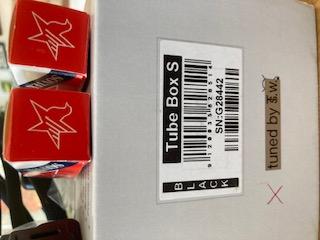 Tube Box S
SN:G28442
BLACK
tuned by